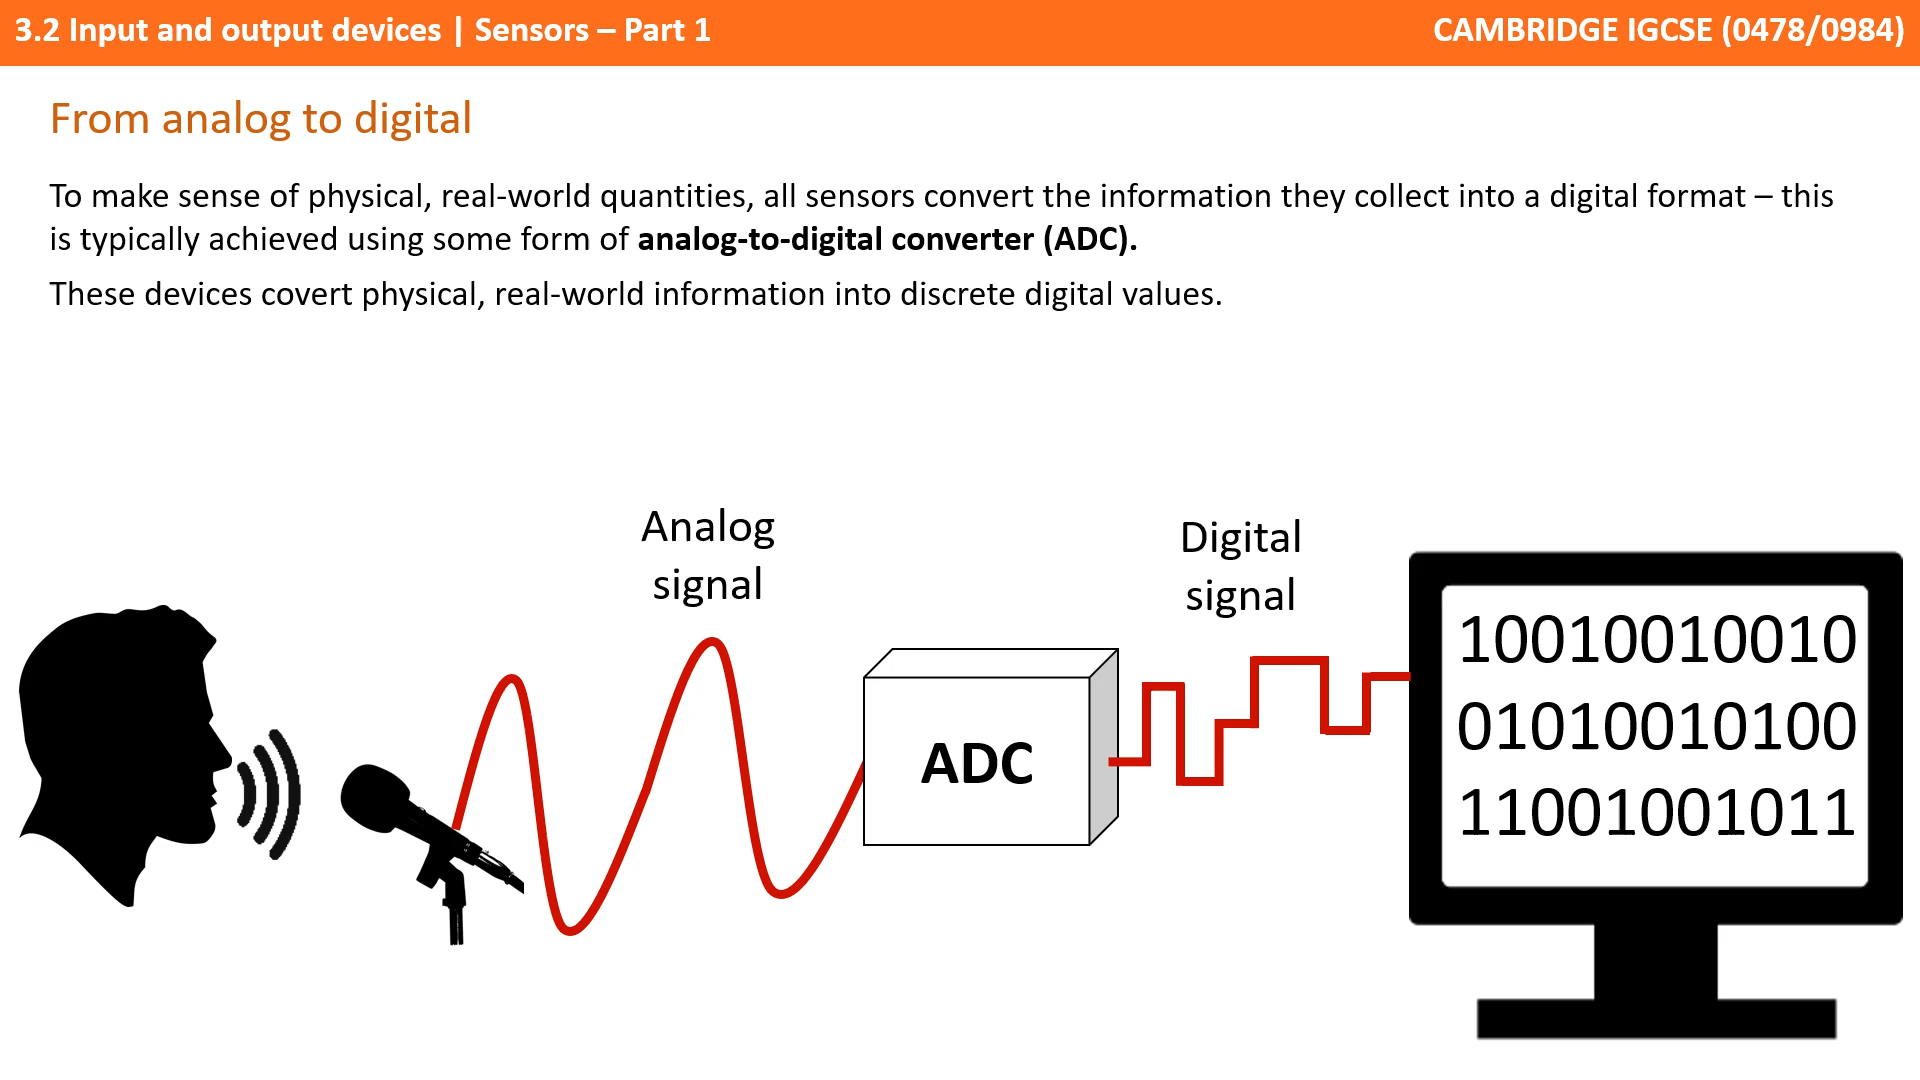 3.2 Input and output devices | Sensors – Part 1
CAMBRIDGE IGCSE (0478/0984)
From analog to digital
To make sense of physical, real-world quantities, all sensors convert the information they collect into a digital format – this
is typically achieved using some form of analog-to-digital converter (ADC).
These devices covert physical, real-world information into discrete digital values.
Analog
signal
Digital
signal
ADC
10010010010
01010010100
11001001011